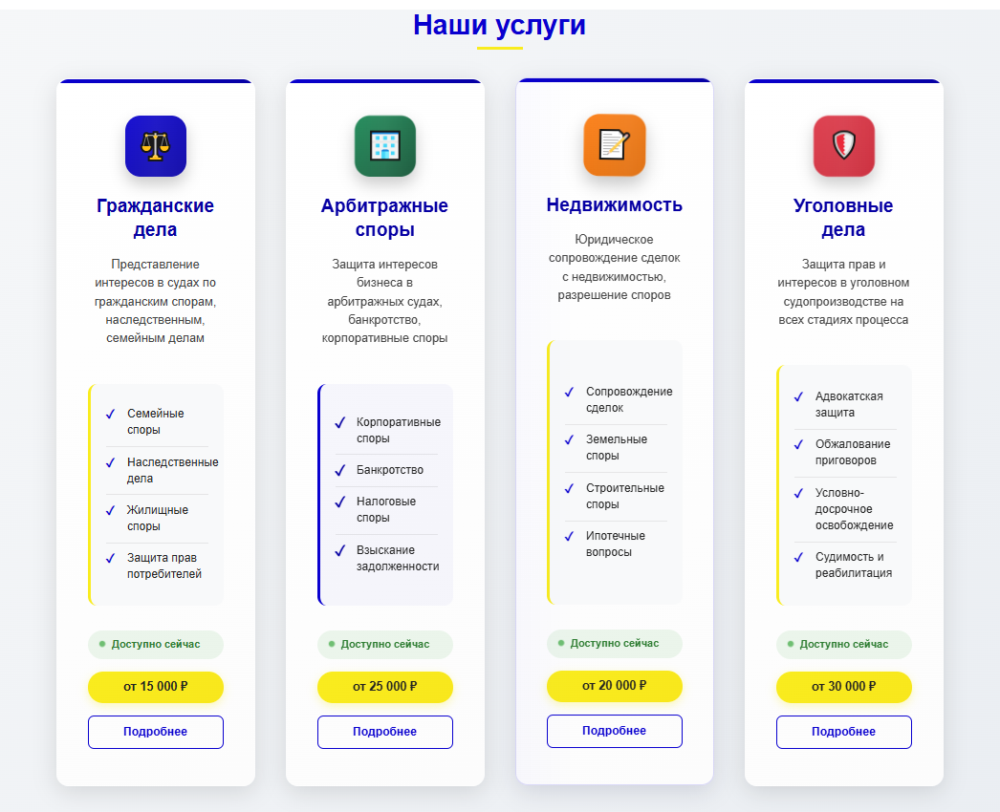 Наши услуги
Гражданские
дела
Представление
интересов в судах по
гражданским спорам,
наследственным,
семейным делам
✓ Семейные
споры
✓ Наследственные
дела
✓ Жилищные
споры
✓ Защита прав
потребителей
Доступно сейчас
от 15 000 ₽
Подробнее
Арбитражные
споры
Защита интересов
бизнеса в
арбитражных судах,
банкротство,
корпоративные споры
✓ Корпоративные
споры
✓ Банкротство
✓ Налоговые
споры
✓ Взыскание
задолженности
Доступно сейчас
от 25 000 ₽
Подробнее
Недвижимость
Юридическое
сопровождение сделок
с недвижимостью,
разрешение споров
✓ Сопровождение
сделок
✓ Земельные
споры
✓ Строительные
споры
✓ Ипотечные
вопросы
Доступно сейчас
от 20 000 ₽
Подробнее
Уголовные
дела
Защита прав и
интересов в уголовном
судопроизводстве на
всех стадиях процесса
✓ Адвокатская
защита
✓ Обжалование
приговоров
✓ Условно-
досрочное
освобождение
✓ Судимость и
реабилитация
Доступно сейчас
от 30 000 ₽
Подробнее